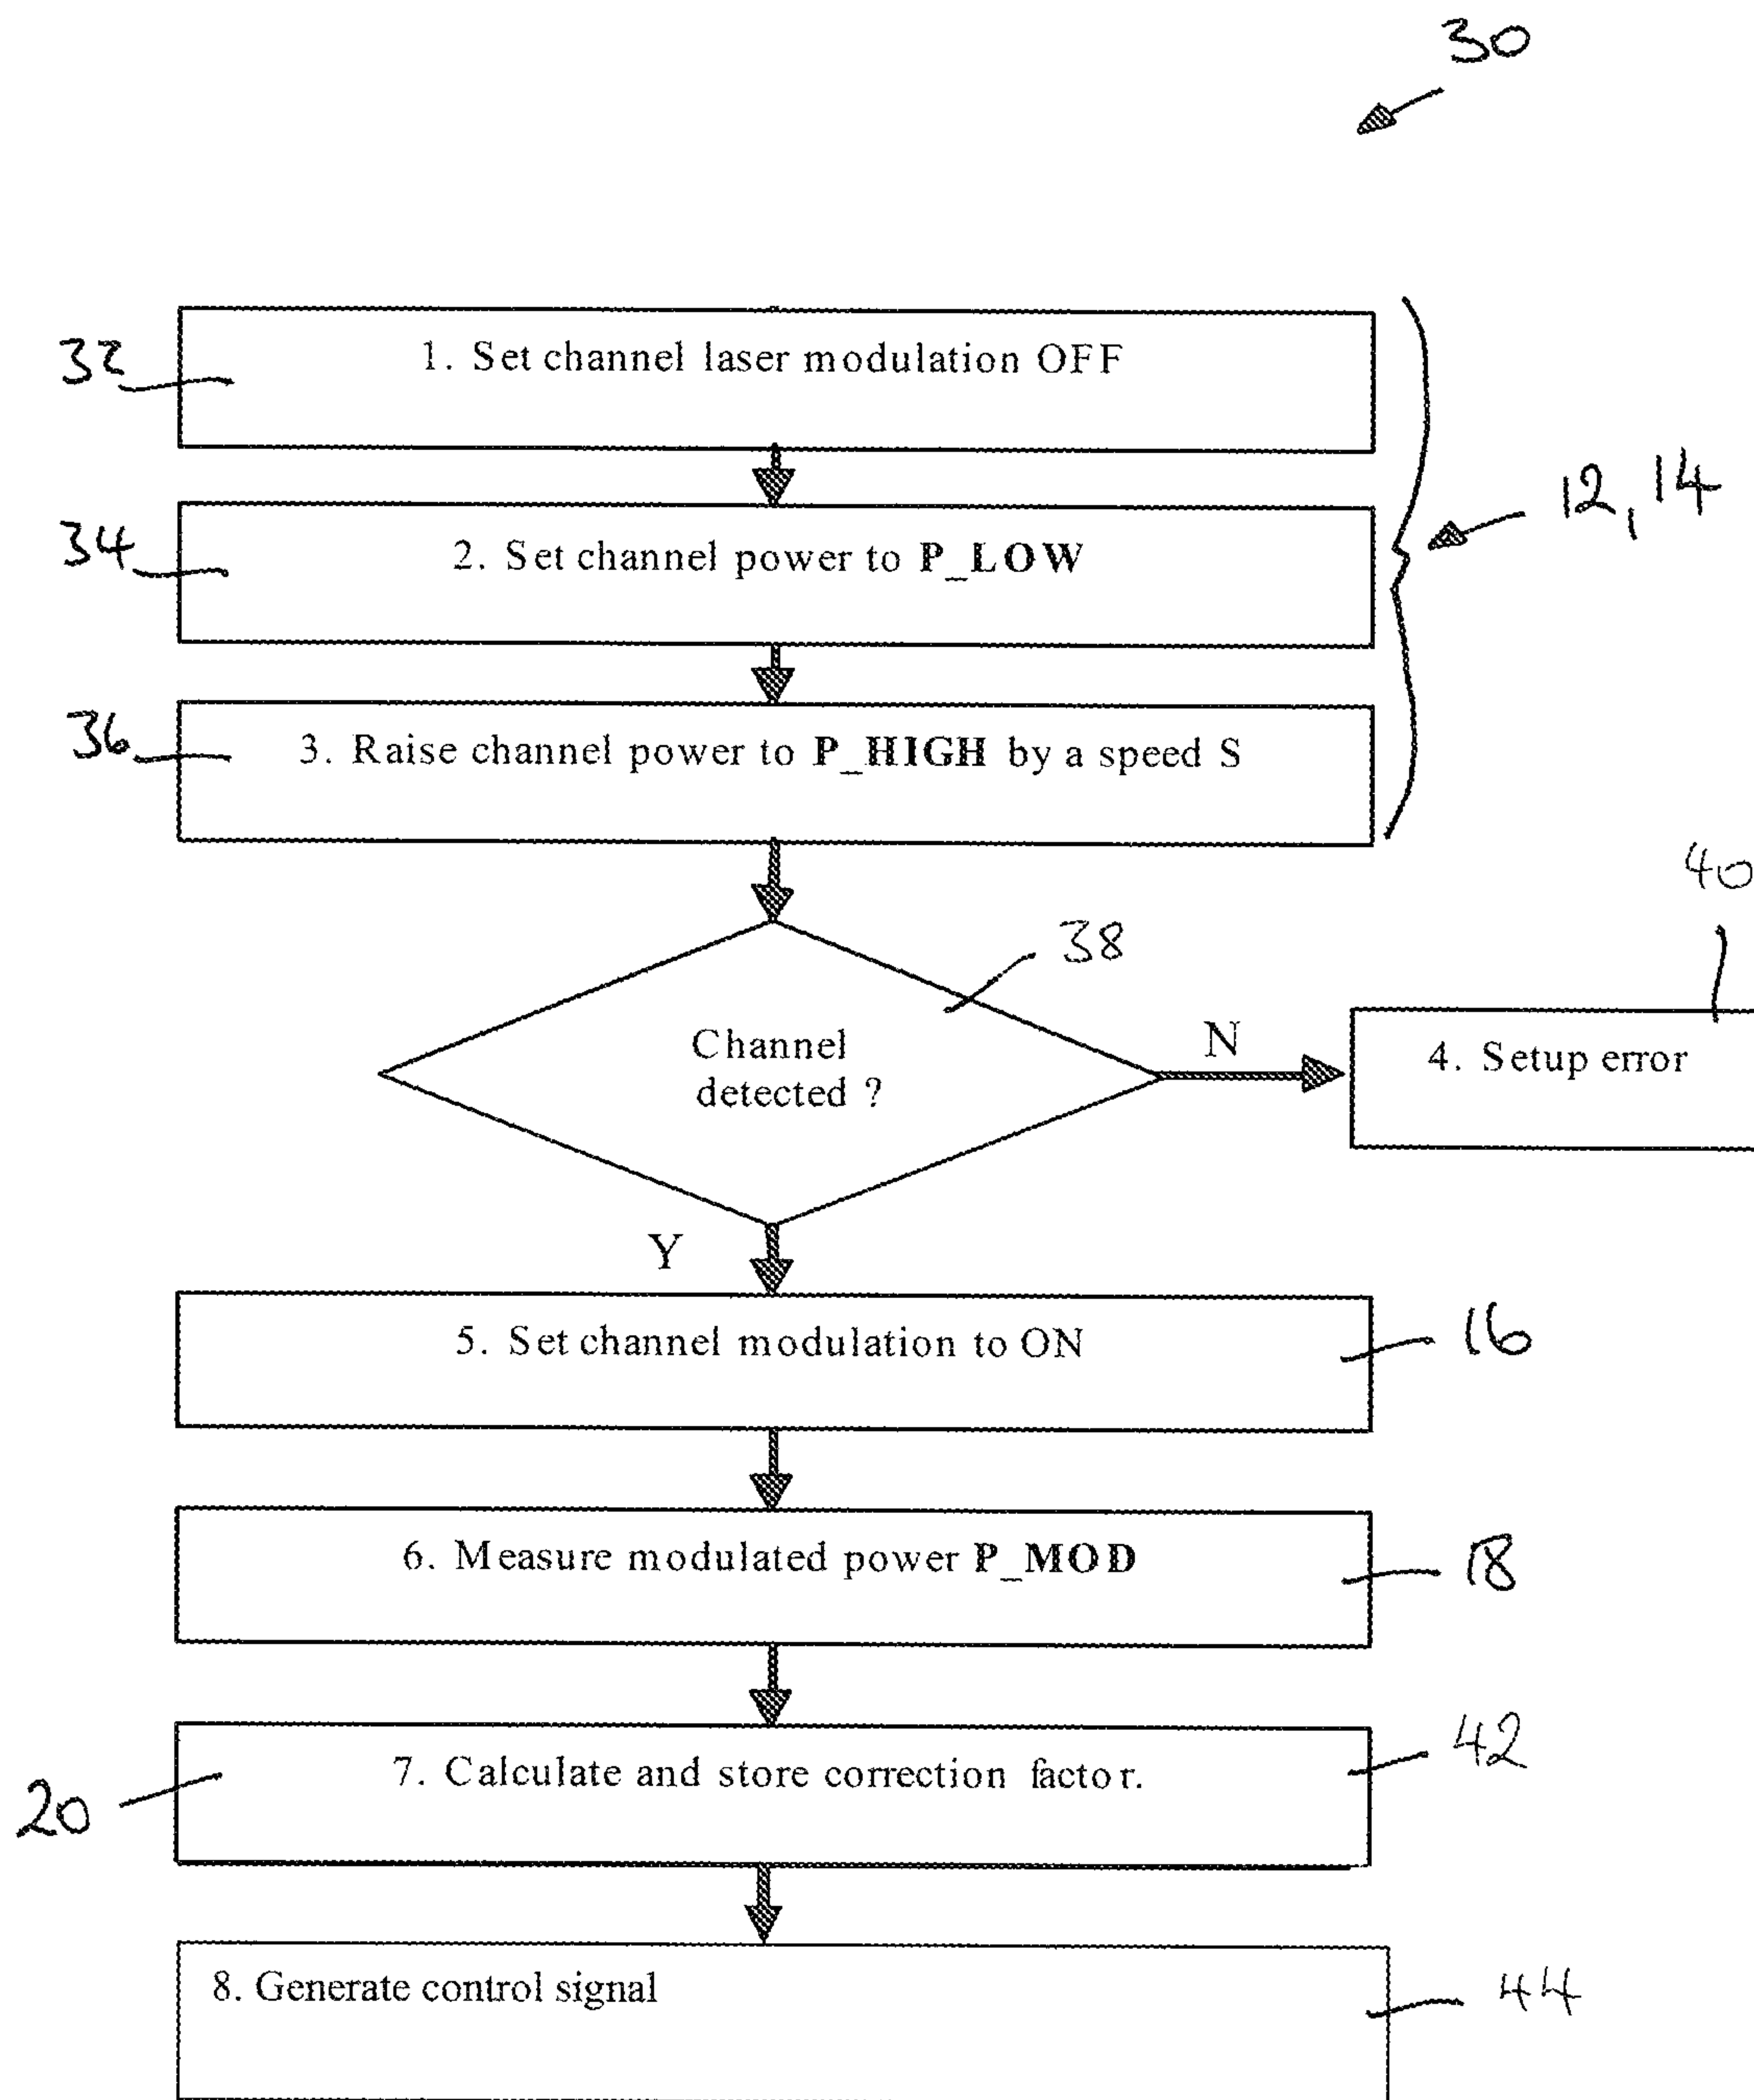 30
1. Set channel laser modulation OFF
32
2. Set channel power to P_LOW
34
12, 14
3. Raise channel power to P_HIGH by a speed S
36
40
38
Channel
detected ?
N
4. Setup error
Y
5. Set channel modulation to ON
16
6. Measure modulated power P_MOD
18
7. Calculate and store correction factor.
42
20
8. Generate control signal
44